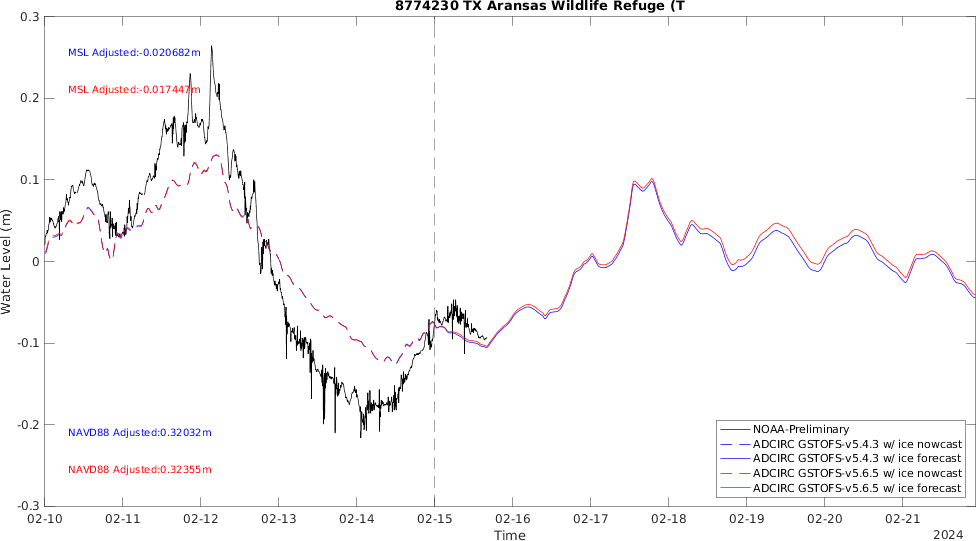 8774230 TX Aransas Wildlife Refuge (T
0.3
0.2
0.1
0
-0.1
-0.2
-0.3
Water Level (m)
MSL Adjusted:-0.020682m
MSL Adjusted:-0.017447m
NAVD88 Adjusted:0.32032m
NAVD88 Adjusted:0.32355m
NOAA-Preliminary
ADCIRC GSTOFS-v5.4.3 w/ ice nowcast
ADCIRC GSTOFS-v5.4.3 w/ ice forecast
ADCIRC GSTOFS-v5.6.5 w/ ice nowcast
ADCIRC GSTOFS-v5.6.5 w/ ice forecast
02-10 02-11 02-12 02-13 02-14 02-15 02-16 02-17 02-18 02-19 02-20 02-21
Time
2024